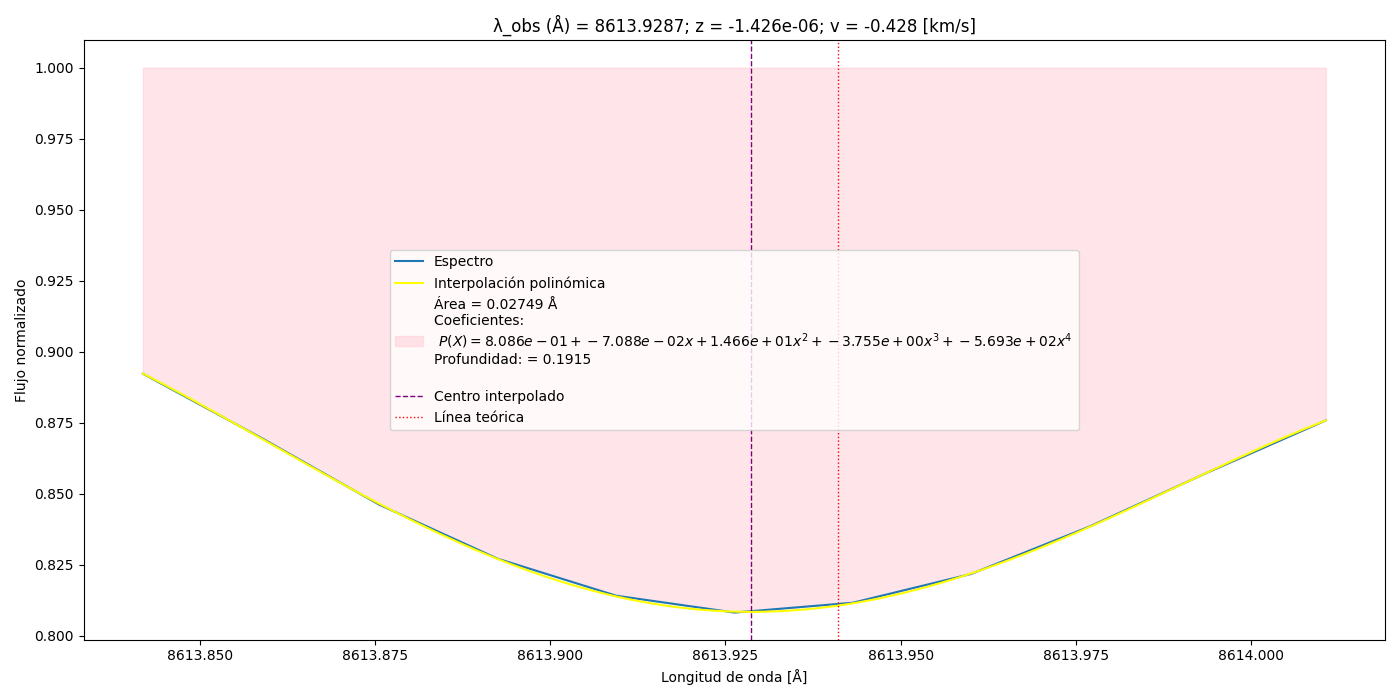 λ_obs (Å) = 8613.9287; z = -1.426e-06; v = -0.428 [km/s]
1.000
0.975
0.950
0.925
0.900
0.875
0.850
0.825
0.800
Flujo normalizado
Espectro
Interpolación polinómica
Área = 0.02749 Å
Coeficientes:
P(X) = 8.086e − 01 + −7.088e − 02x + 1.466e + 01x² + −3.755e + 00x³ + −5.693e + 02x⁴
Profundidad: = 0.1915
Centro interpolado
Línea teórica
8613.850 8613.875 8613.900 8613.925 8613.950 8613.975 8614.000
Longitud de onda [Å]